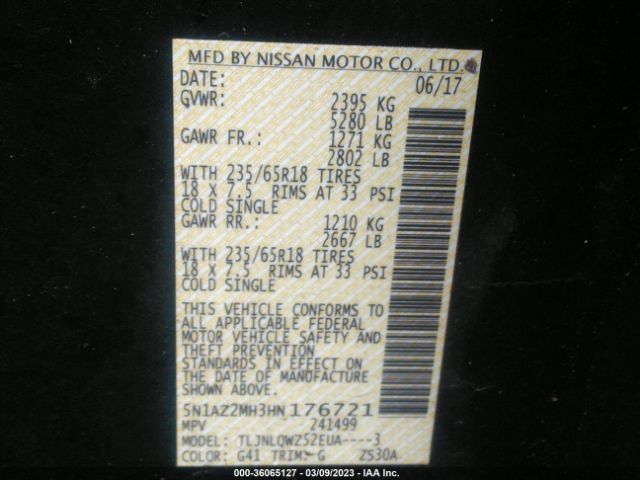 MFD BY NISSAN MOTOR CO., LTD.
DATE: 06/17
GVWR: 2395 KG
5280 LB
GAWR FR.: 1271 KG
2802 LB
WITH 235/65R18 TIRES
18 X 7.5 RIMS AT 33 PSI
COLD SINGLE
GAWR RR.: 1210 KG
2667 LB
WITH 235/65R18 TIRES
18 X 7.5 RIMS AT 33 PSI
COLD SINGLE
THIS VEHICLE CONFORMS TO
ALL APPLICABLE FEDERAL
MOTOR VEHICLE SAFETY AND
THEFT PREVENTION
STANDARDS IN EFFECT ON
THE DATE OF MANUFACTURE
SHOWN ABOVE.
5N1AZ2MH3HN176721
MPV 241499
MODEL: TLJNLQWZ52EUA----3
COLOR: G41 TRIM: G Z530A
000-36065127 - 03/09/2023 - IAA Inc.